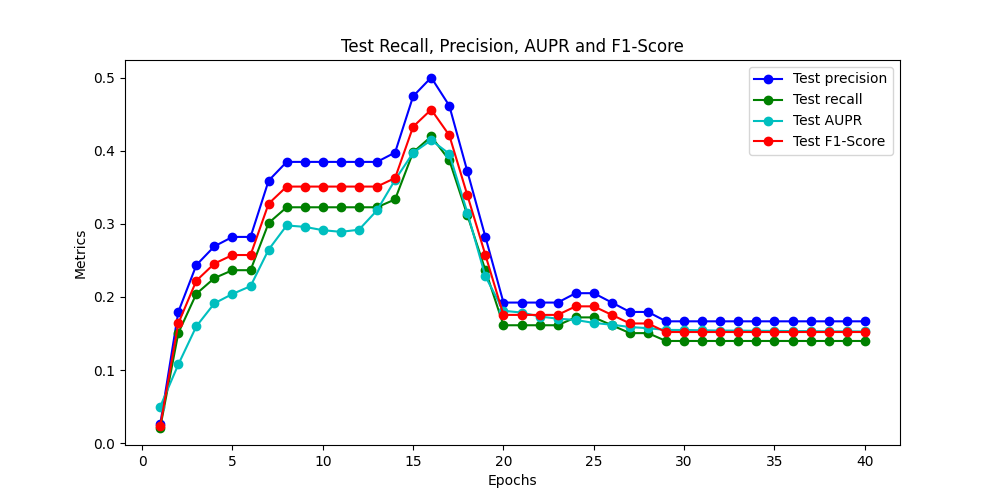 Test Recall, Precision, AUPR and F1-Score
Test precision
Test recall
Test AUPR
Test F1-Score
Metrics
0.5
0.4
0.3
0.2
0.1
0.0
0 5 10 15 20 25 30 35 40
Epochs